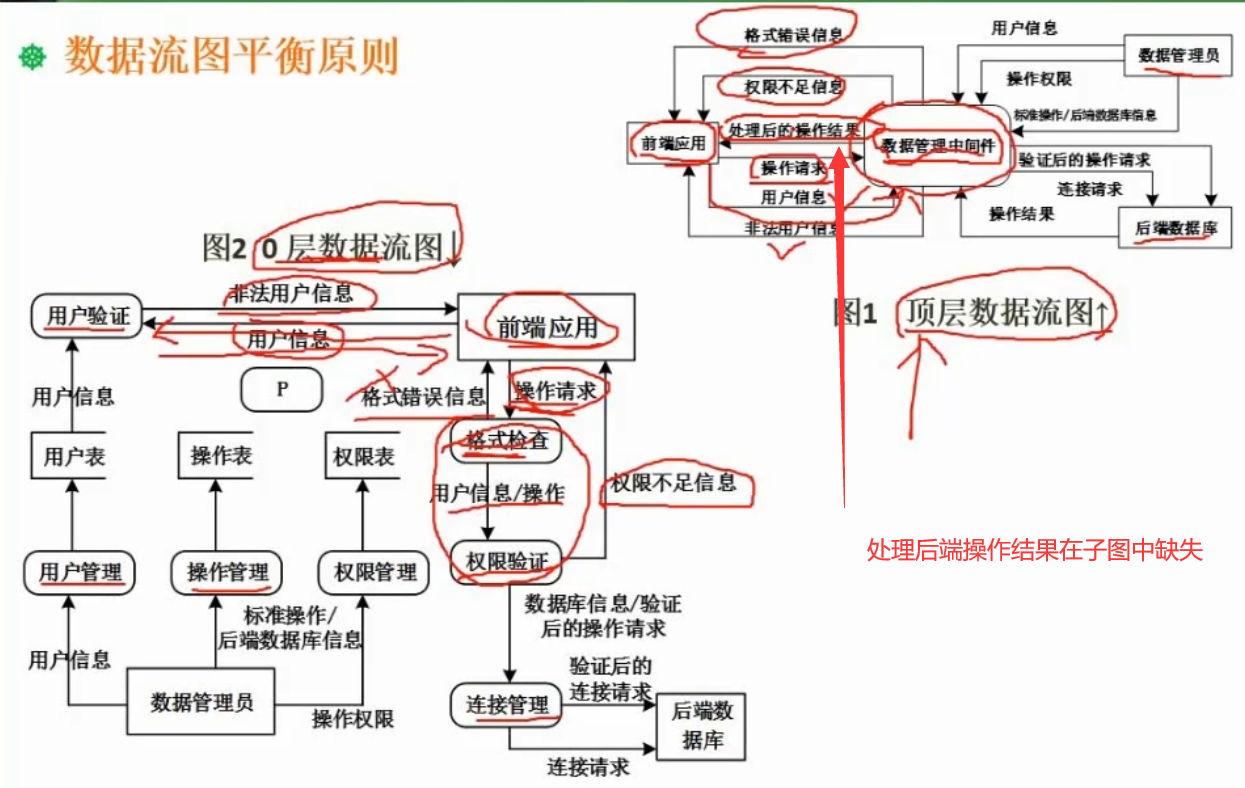 数据流图平衡原则
格式错误信息
用户信息
数据管理员
权限不足信息
操作权限
标准操作/后端数据库信息
处理后的操作结果
前端应用
数据管理中间件
验证后的操作请求
操作请求
连接请求
用户信息
操作结果
非法用户信息
后端数据库
图2 0层数据流图↓
图1 顶层数据流图↑
非法用户信息
用户验证
前端应用
用户信息
P
用户信息
格式错误信息
操作请求
用户表
操作表
权限表
格式检查
用户信息/操作
权限不足信息
处理后端操作结果在子图中缺失
用户管理
操作管理
权限管理
权限验证
标准操作/
后端数据库信息
数据库信息/验证
后的操作请求
用户信息
验证后的
连接请求
数据管理员
操作权限
连接管理
后端数
据库
连接请求